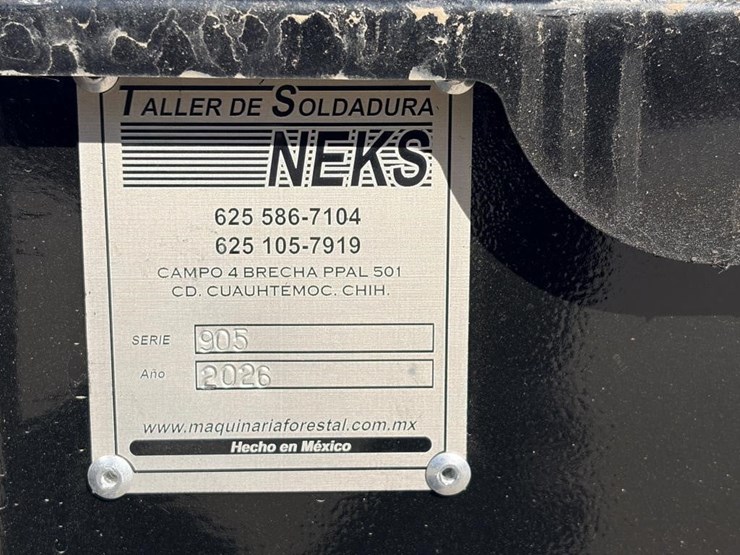 TALLER DE SOLDADURA
NEKS
625 586-7104
625 105-7919
CAMPO 4 BRECHA PPAL 501
CD. CUAUHTÉMOC. CHIH.
SERIE 905
Año 2026
www.maquinariaforestal.com.mx
Hecho en México